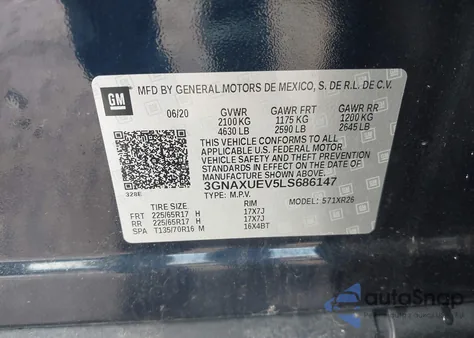 GM
MFD BY GENERAL MOTORS DE MEXICO, S. DE R.L. DE C.V.
06/20 GVWR GAWR FRT GAWR RR
2100 KG 1175 KG 1200 KG
4630 LB 2590 LB 2645 LB
THIS VEHICLE CONFORMS TO ALL
APPLICABLE U.S. FEDERAL MOTOR
VEHICLE SAFETY AND THEFT PREVENTION
STANDARDS IN EFFECT ON THE DATE OF
MANUFACTURE SHOWN ABOVE.
3GNAXUEV5LS686147
TYPE: M.P.V. MODEL: 571XR26
328E
TIRE SIZE RIM
FRT 225/65R17 H 17X7J
RR 225/65R17 H 17X7J
SPA T135/70R16 M 16X4BT
autoSnap